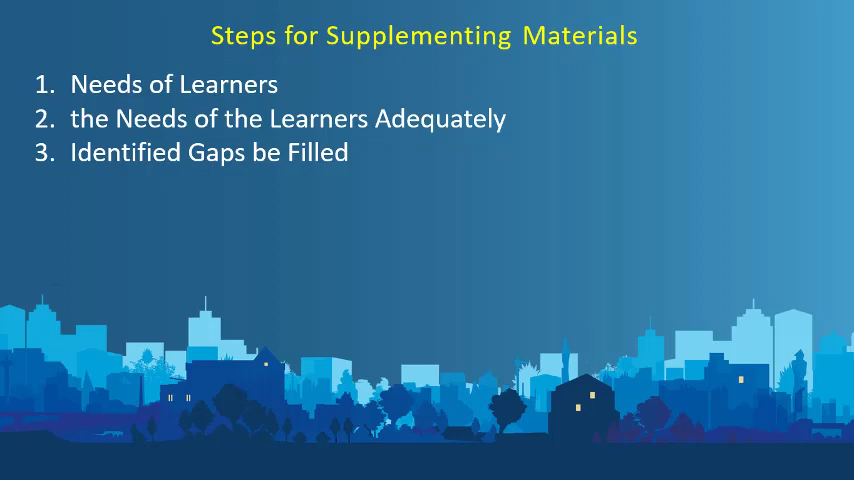 Steps for Supplementing Materials
1. Needs of Learners
2. the Needs of the Learners Adequately
3. Identified Gaps be Filled